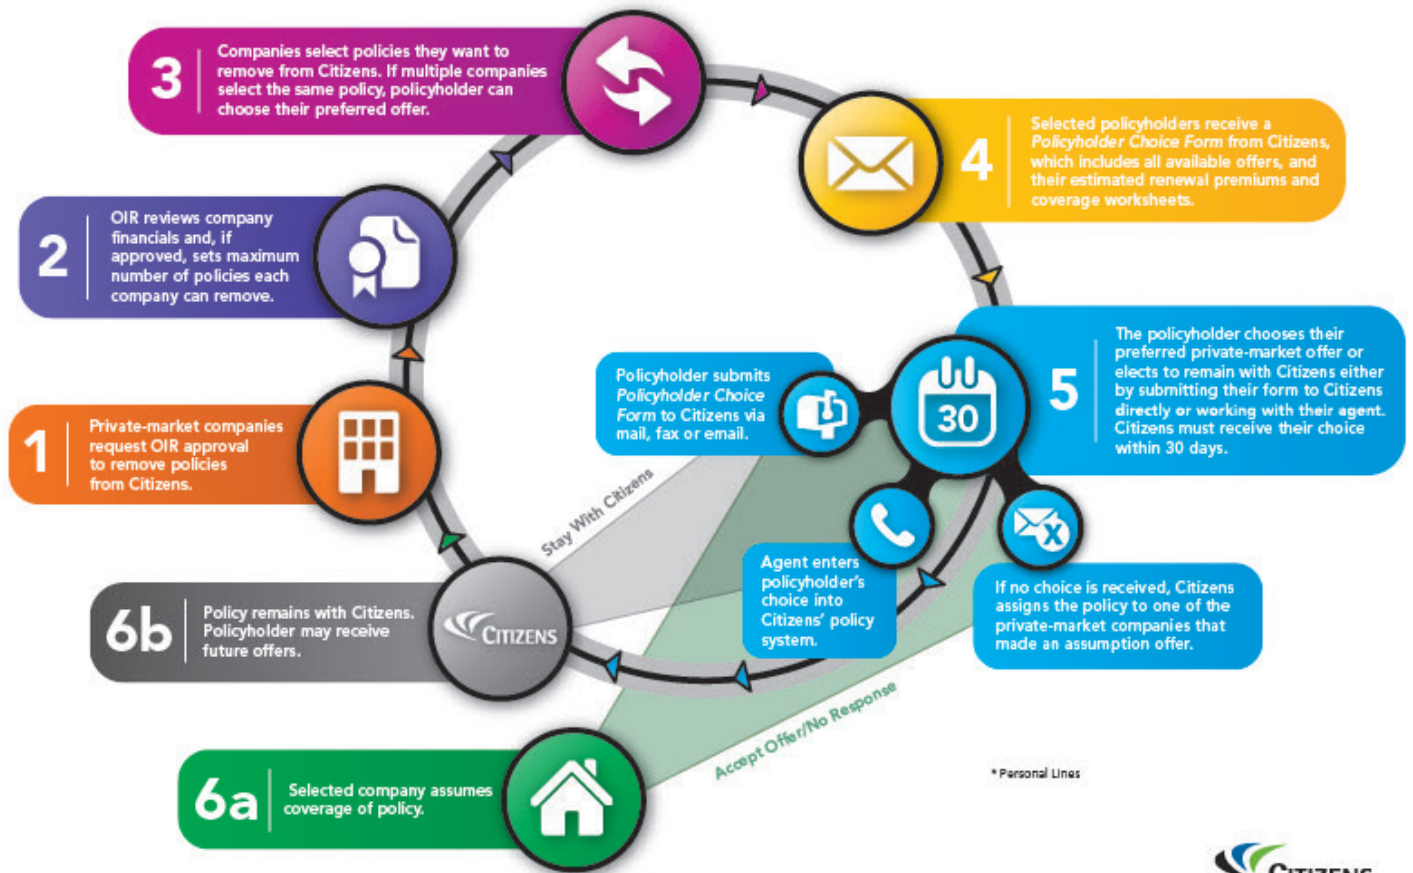 3
Companies select policies they want to
remove from Citizens. If multiple companies
select the same policy, policyholder can
choose their preferred offer.
4
Selected policyholders receive a
Policyholder Choice Form from Citizens,
which includes all available offers, and
their estimated renewal premiums and
coverage worksheets.
2
OIR reviews company
financials and, if
approved, sets maximum
number of policies each
company can remove.
30
5
The policyholder chooses their
preferred private-market offer or
elects to remain with Citizens either
by submitting their form to Citizens
directly or working with their agent.
Citizens must receive their choice
within 30 days.
Policyholder submits
Policyholder Choice
Form to Citizens via
mail, fax or email.
1
Private-market companies
request OIR approval
to remove policies
from Citizens.
Stay With Citizens
X
Agent enters
policyholder's
choice into
Citizens' policy
system.
If no choice is received, Citizens
assigns the policy to one of the
private-market companies that
made an assumption offer.
6b
Policy remains with Citizens.
Policyholder may receive
future offers.
CITIZENS
Accept Offer/No Response
6a
Selected company assumes
coverage of policy.
* Personal Lines
CITIZENS